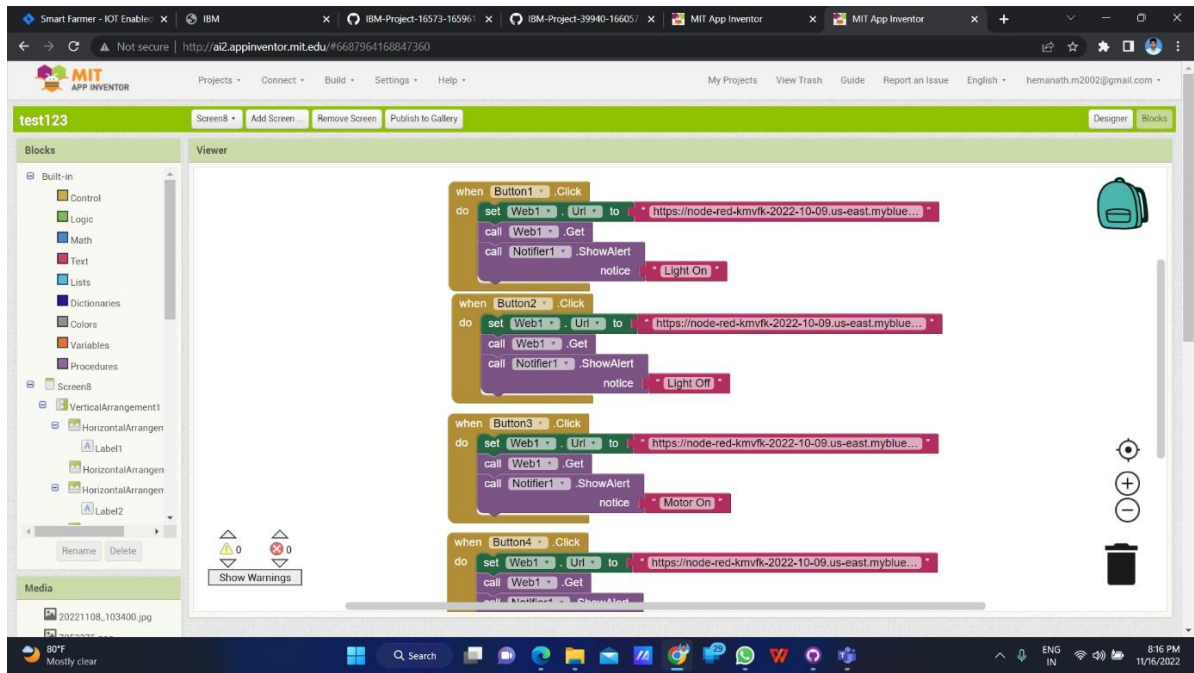 Smart Farmer - IOT Enabled
IBM
IBM-Project-16573-165961
IBM-Project-39940-166057
MIT App Inventor
MIT App Inventor
Not secure | http://ai2.appinventor.mit.edu/#6687964168847360
MIT
APP INVENTOR
Projects
Connect
Build
Settings
Help
My Projects
View Trash
Guide
Report an Issue
English
hemanath.m2002@gmail.com
test123
Screen8
Add Screen ...
Remove Screen
Publish to Gallery
Designer
Blocks
Blocks
Viewer
Built-in
Control
Logic
Math
Text
Lists
Dictionaries
Colors
Variables
Procedures
Screen8
VerticalArrangement1
HorizontalArrangem
Label1
HorizontalArrangen
HorizontalArrangem
Label2
Rename
Delete
Media
20221108_103400.jpg
when Button1 .Click
do set Web1 . Url to " https://node-red-kmvfk-2022-10-09.us-east.myblue... "
call Web1 .Get
call Notifier1 .ShowAlert
notice " Light On "
when Button2 .Click
do set Web1 . Url to " https://node-red-kmvfk-2022-10-09.us-east.myblue... "
call Web1 .Get
call Notifier1 .ShowAlert
notice " Light Off "
when Button3 .Click
do set Web1 . Url to " https://node-red-kmvfk-2022-10-09.us-east.myblue... "
call Web1 .Get
call Notifier1 .ShowAlert
notice " Motor On "
when Button4 .Click
do set Web1 . Url to " https://node-red-kmvfk-2022-10-09.us-east.myblue... "
call Web1 .Get
call Notifier1 .ShowAlert
0
0
Show Warnings
80°F
Mostly clear
Search
29
ENG
IN
8:16 PM
11/16/2022